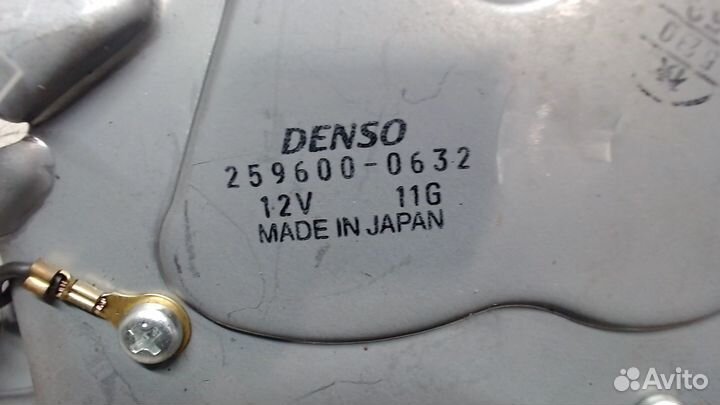 DENSO
259600-0632
12V 11G
MADE IN JAPAN
Avito